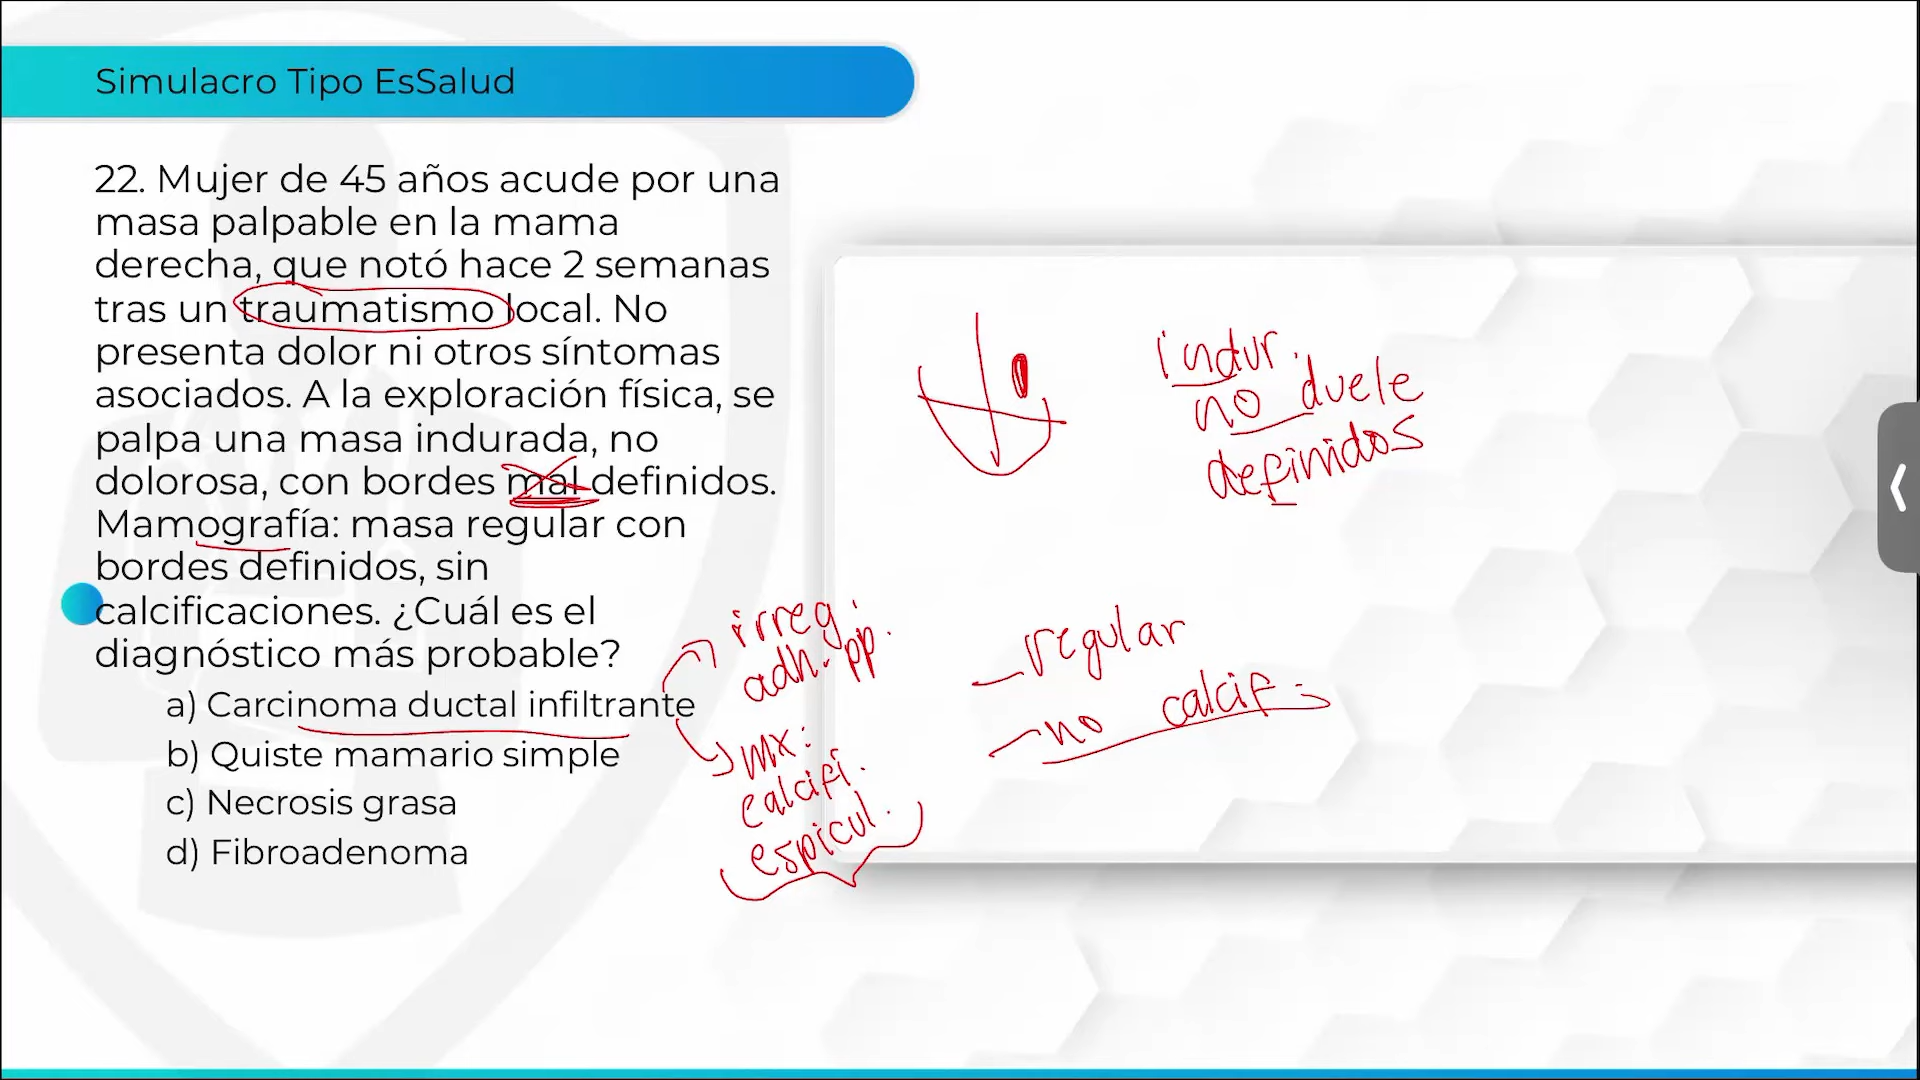 Simulacro Tipo EsSalud
22. Mujer de 45 años acude por una
masa palpable en la mama
derecha, que notó hace 2 semanas
tras un traumatismo local. No
presenta dolor ni otros síntomas
asociados. A la exploración física, se
palpa una masa indurada, no
dolorosa, con bordes mal definidos.
Mamografía: masa regular con
bordes definidos, sin
calcificaciones. ¿Cuál es el
diagnóstico más probable?
a) Carcinoma ductal infiltrante
b) Quiste mamario simple
c) Necrosis grasa
d) Fibroadenoma
indur.
no duele
definidos
irreg.
adh. pp.
mx:
calcifi.
espicul.
- regular
- no calcif.